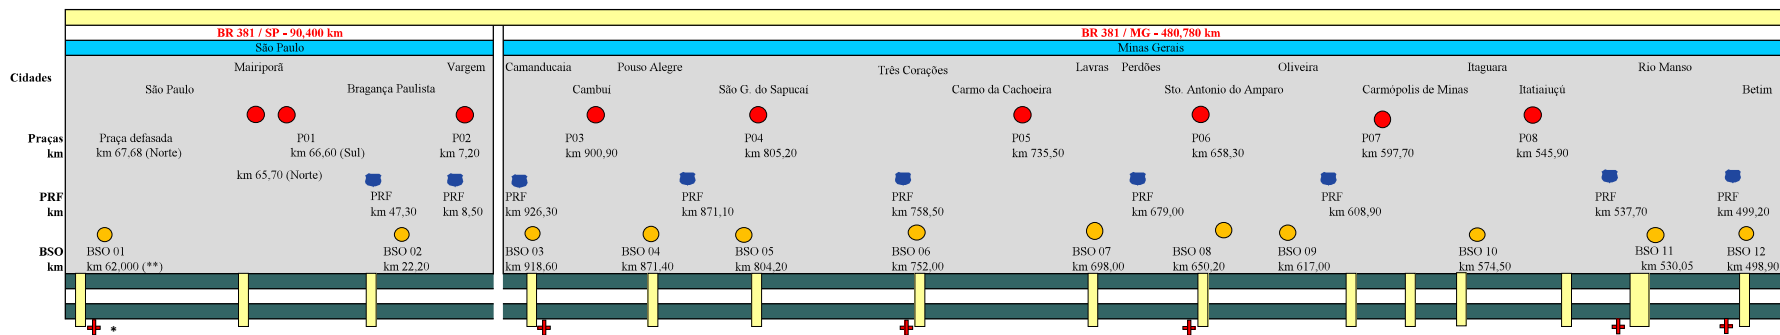 BR 381 / SP - 90,400 km
BR 381 / MG - 480,780 km
São Paulo
Minas Gerais
Cidades
Mairiporã
Vargem
Camanducaia
Pouso Alegre
Três Corações
Lavras
Perdões
Oliveira
Itaguara
Rio Manso
São Paulo
Bragança Paulista
Cambui
São G. do Sapucaí
Carmo da Cachoeira
Sto. Antonio do Amparo
Carmópolis de Minas
Itatiaiuçú
Betim
Praças
Praça defasada
P01
P02
P03
P04
P05
P06
P07
P08
km
km 67,68 (Norte)
km 66,60 (Sul)
km 7,20
km 900,90
km 805,20
km 735,50
km 658,30
km 597,70
km 545,90
km 65,70 (Norte)
PRF
PRF
PRF
PRF
PRF
PRF
PRF
PRF
PRF
PRF
km
km 47,30
km 8,50
km 926,30
km 871,10
km 758,50
km 679,00
km 608,90
km 537,70
km 499,20
BSO
BSO 01
BSO 02
BSO 03
BSO 04
BSO 05
BSO 06
BSO 07
BSO 08
BSO 09
BSO 10
BSO 11
BSO 12
km
km 62,000 (**)
km 22,20
km 918,60
km 871,40
km 804,20
km 752,00
km 698,00
km 650,20
km 617,00
km 574,50
km 530,05
km 498,90
*